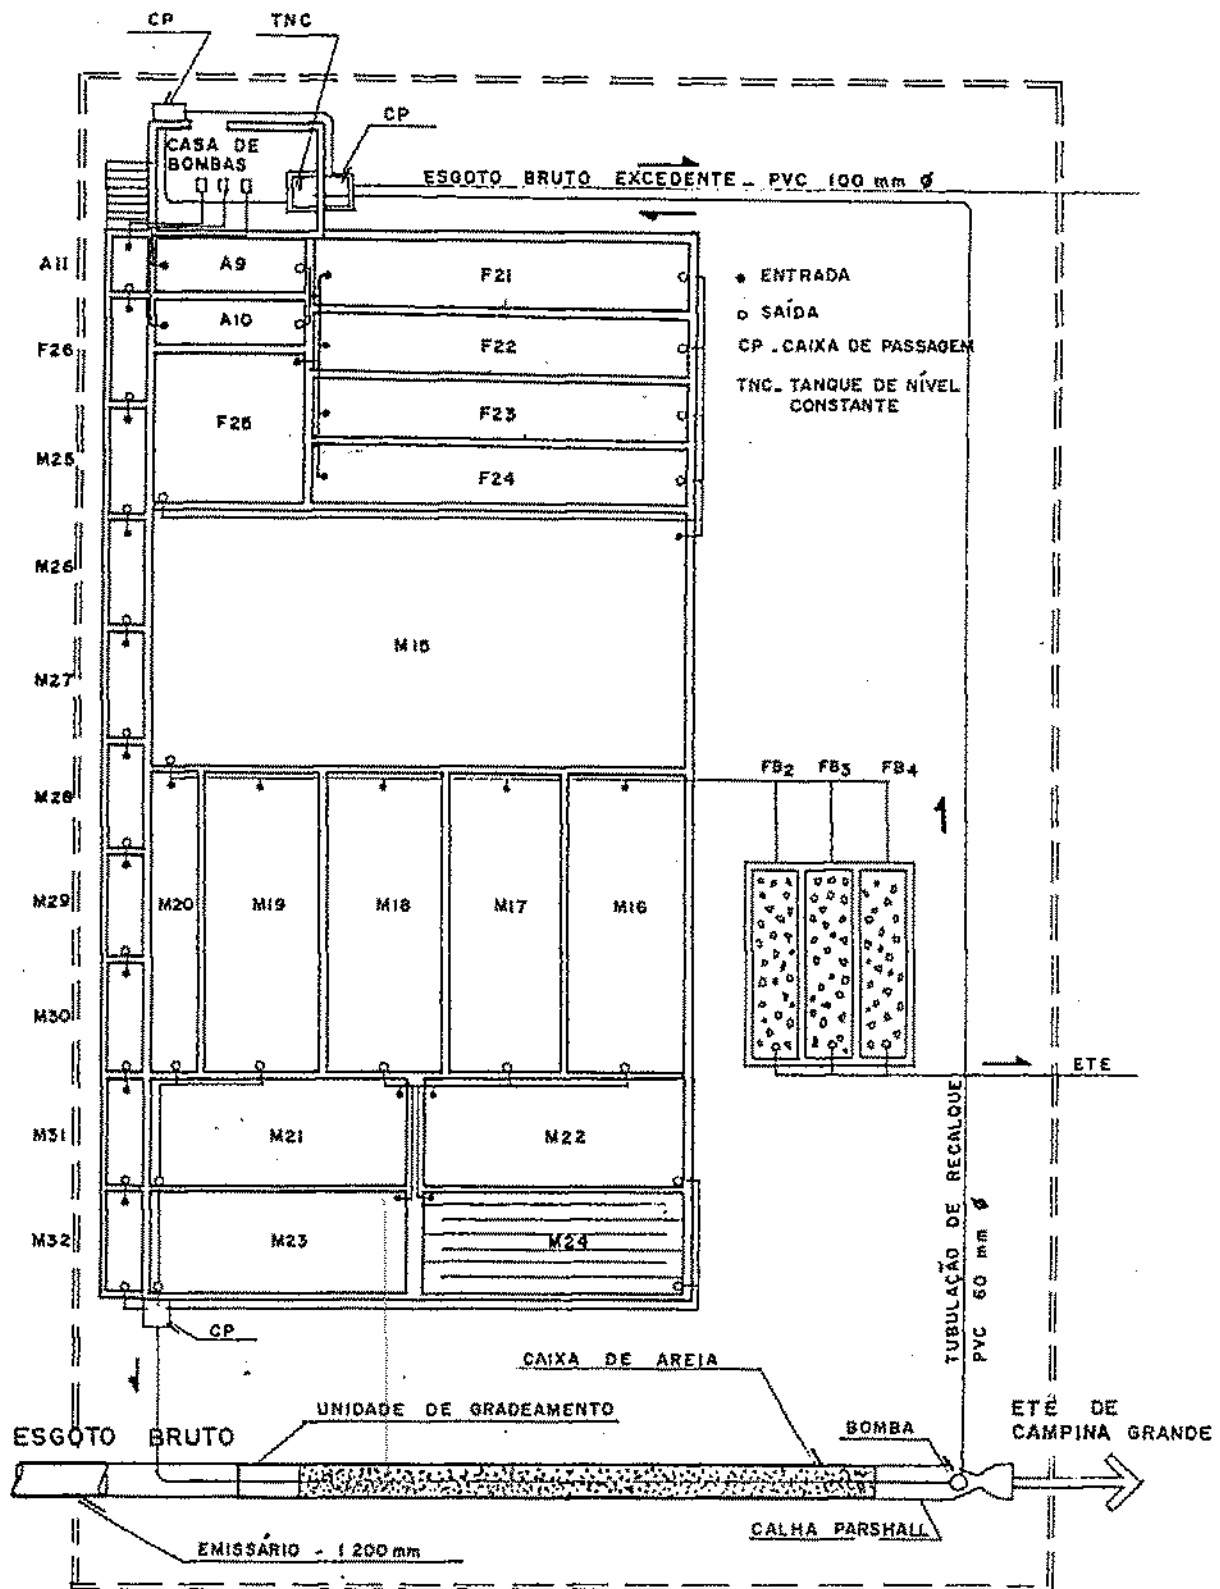 CP
TNC
CP
CASA DE
BOMBAS
ESGOTO BRUTO EXCEDENTE - PVC 100 mm Ø
A11
A9
F21
• ENTRADA
A10
○ SAÍDA
F26
F22
CP - CAIXA DE PASSAGEM
TNC - TANQUE DE NÍVEL
CONSTANTE
F25
F23
M25
F24
M26
M15
M27
M28
FB2
FB3
FB4
M29
M20
M19
M18
M17
M16
M30
ETE
M31
M21
M22
M32
M23
M24
TUBULAÇÃO DE RECALQUE
PVC 60 mm Ø
CP
CAIXA DE AREIA
UNIDADE DE GRADEAMENTO
BOMBA
ETE DE
CAMPINA GRANDE
ESGOTO BRUTO
CALHA PARSHALL
EMISSÁRIO - 1200 mm